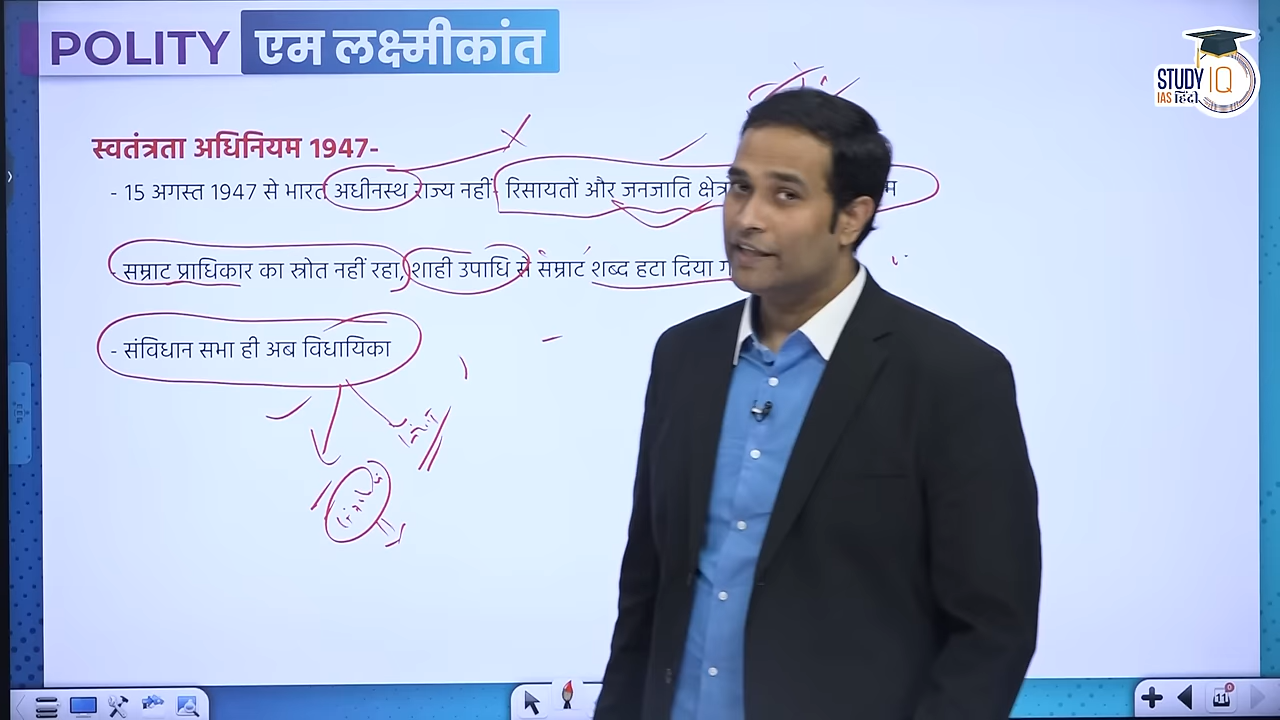 POLITY एम लक्ष्मीकांत
STUDY IQ
IAS हिंदी
स्वतंत्रता अधिनियम 1947-
- 15 अगस्त 1947 से भारत अधीनस्थ राज्य नहीं- रिसायतों और जनजाति क्षेत्र
- सम्राट प्राधिकार का स्रोत नहीं रहा, शाही उपाधि से सम्राट शब्द हटा दिया
- संविधान सभा ही अब विधायिका
11